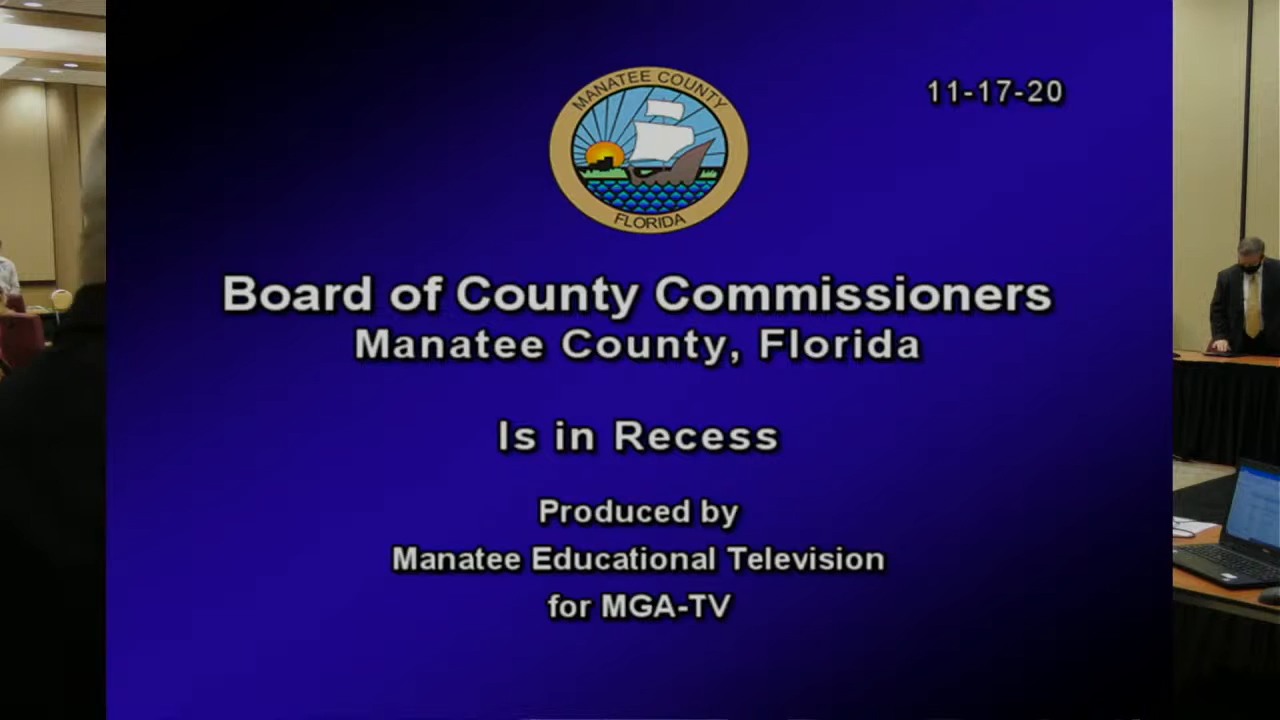 MANATEE COUNTY
FLORIDA
11-17-20
Board of County Commissioners
Manatee County, Florida
Is in Recess
Produced by
Manatee Educational Television
for MGA-TV